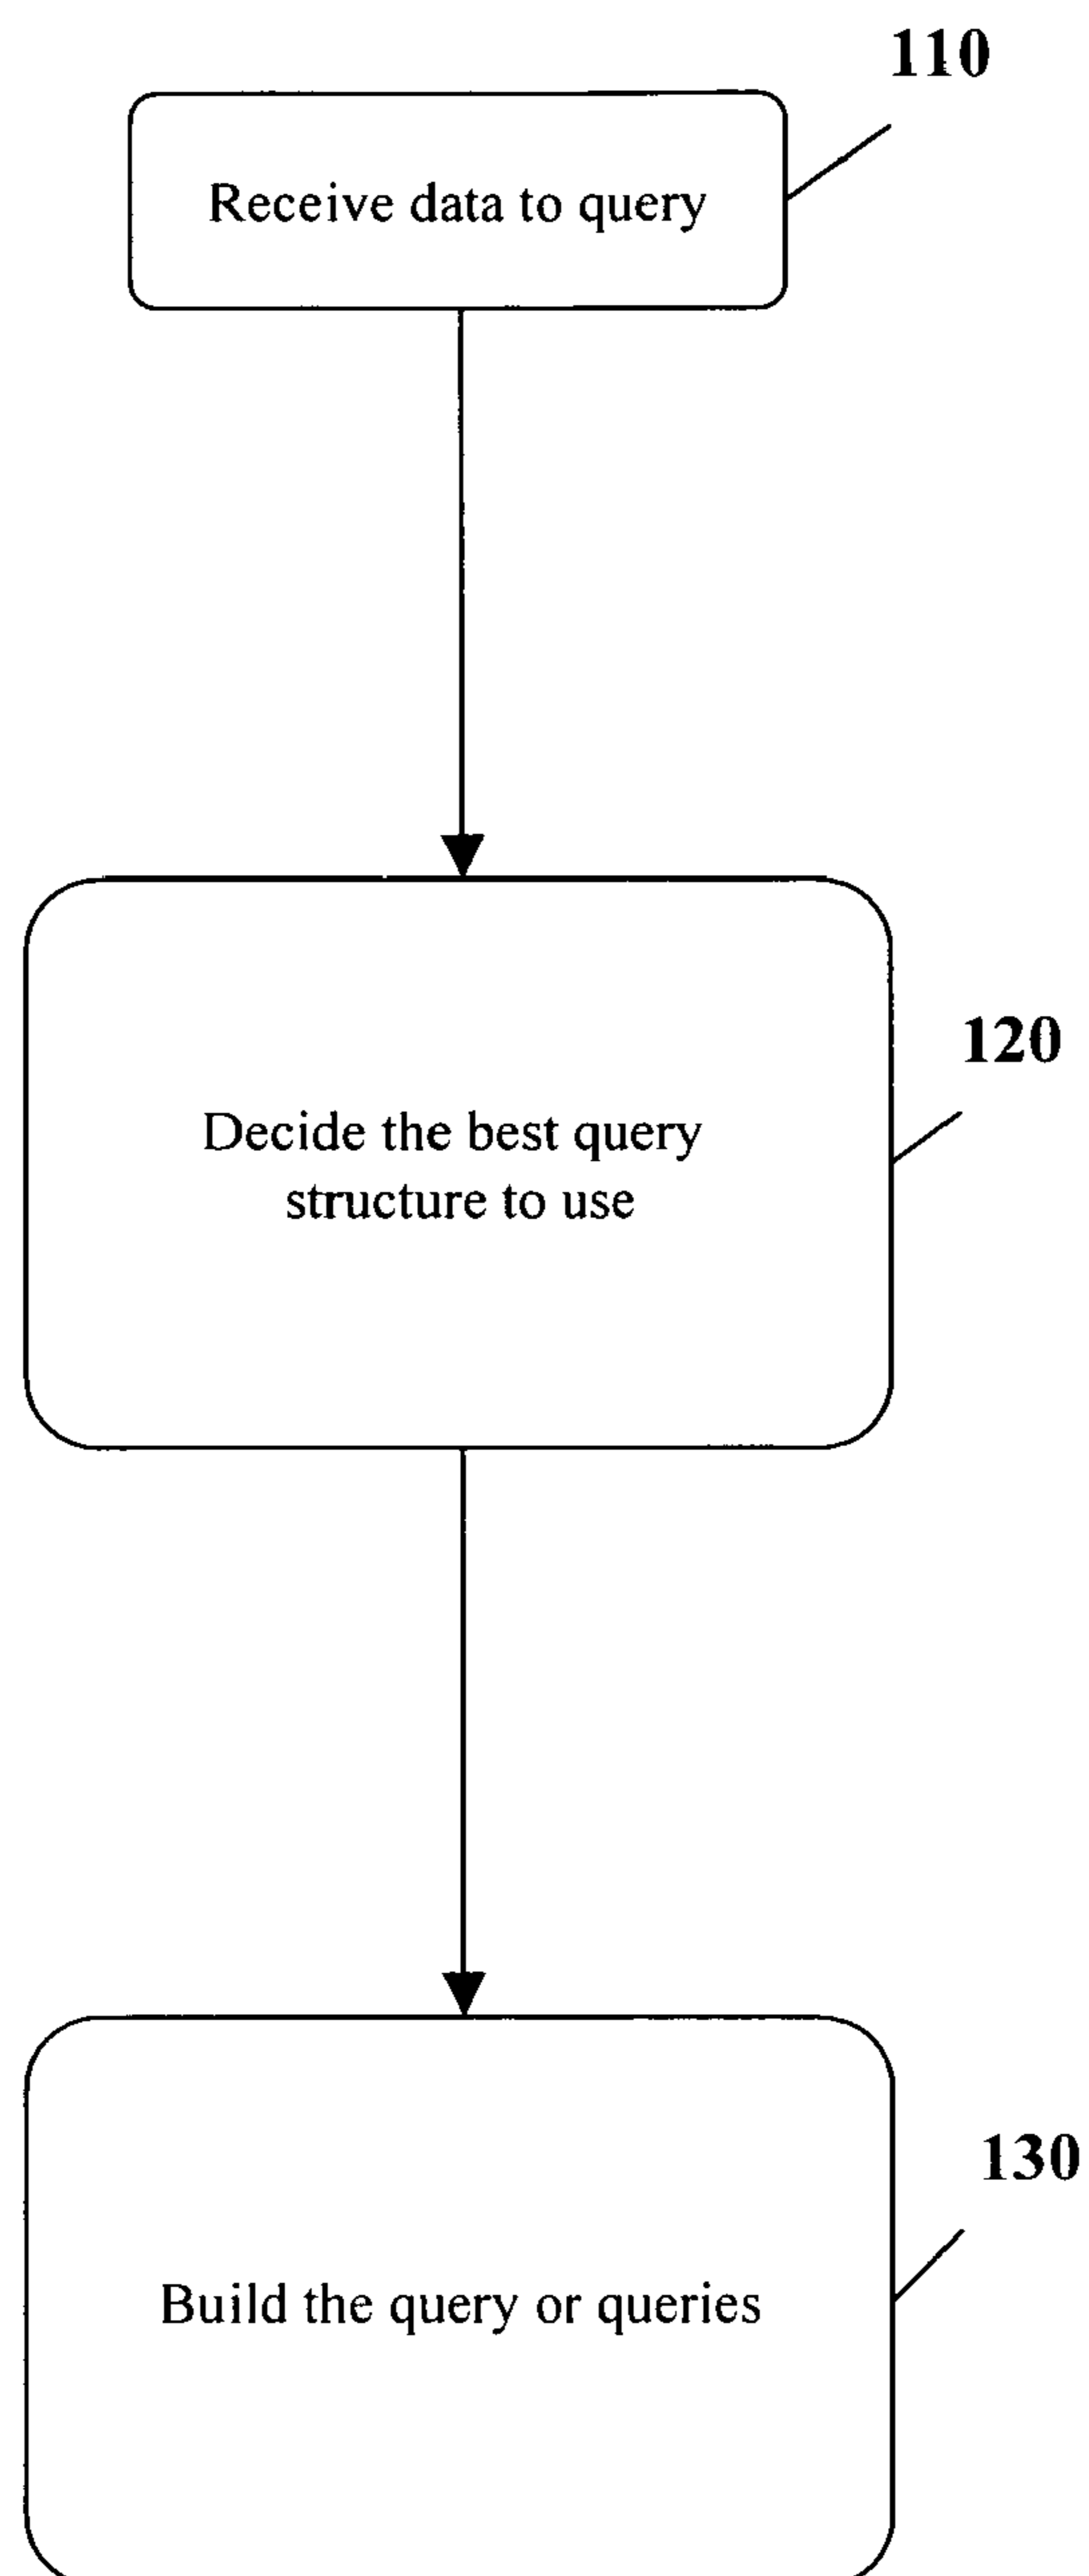 110
Receive data to query
120
Decide the best query
structure to use
130
Build the query or queries